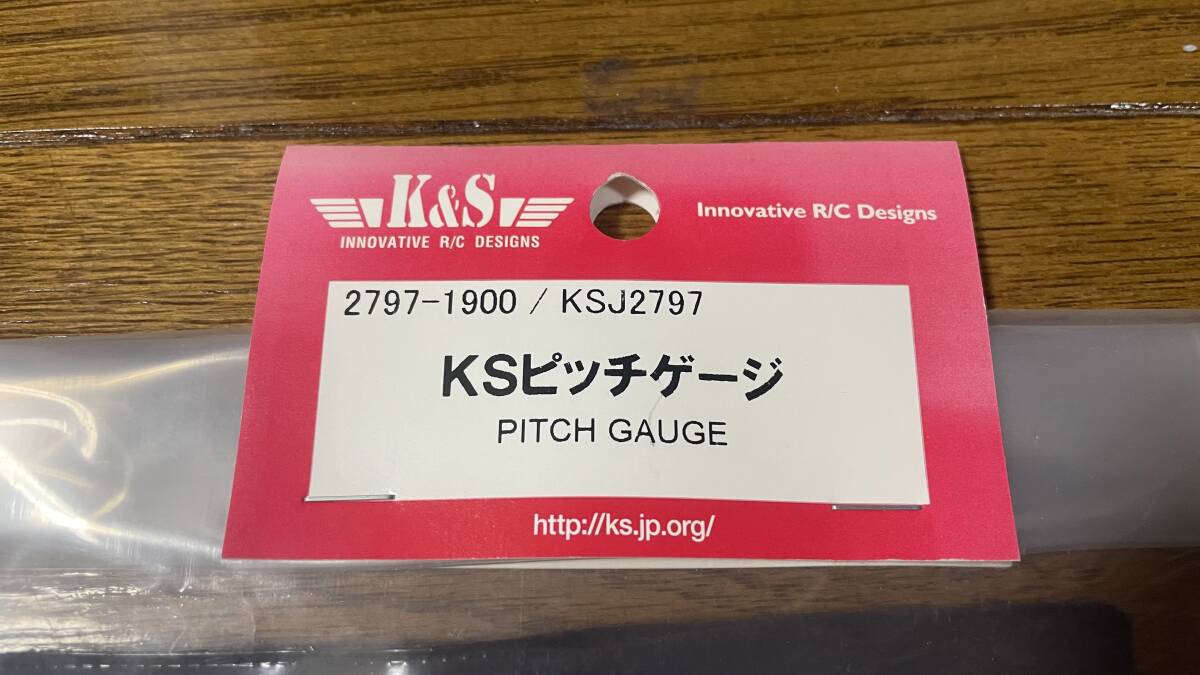 K&S
INNOVATIVE R/C DESIGNS
Innovative R/C Designs
2797-1900 / KSJ2797
KSピッチゲージ
PITCH GAUGE
http://ks.jp.org/